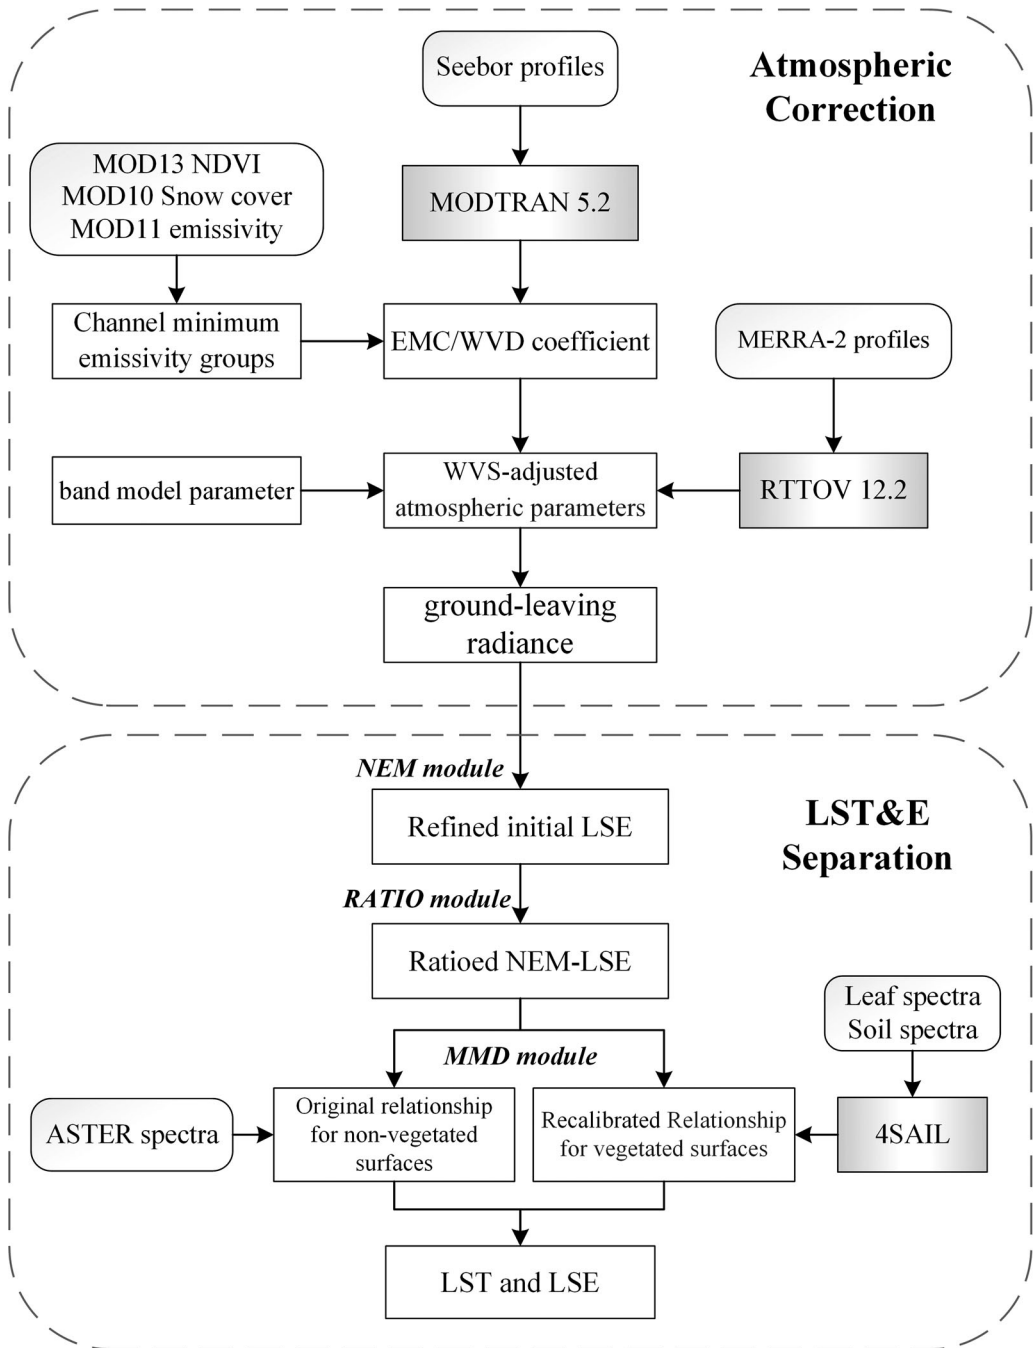 Seebor profiles
Atmospheric
Correction
MOD13 NDVI
MOD10 Snow cover
MOD11 emissivity
MODTRAN 5.2
Channel minimum
emissivity groups
EMC/WVD coefficient
MERRA-2 profiles
band model parameter
WVS-adjusted
atmospheric parameters
RTTOV 12.2
ground-leaving
radiance
NEM module
Refined initial LSE
LST&E
Separation
RATIO module
Ratioed NEM-LSE
Leaf spectra
Soil spectra
MMD module
ASTER spectra
Original relationship
for non-vegetated
surfaces
Recalibrated Relationship
for vegetated surfaces
4SAIL
LST and LSE